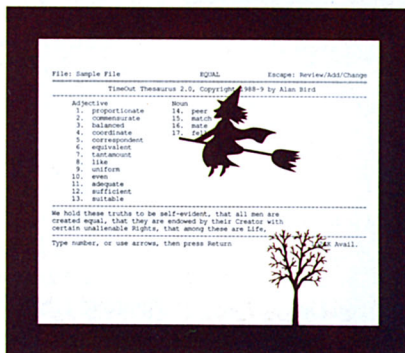 File: Sample File EQUAL Escape: Review/Add/Change
TimeOut Thesaurus 2.0, Copyright 1988-9 by Alan Bird
Adjective Noun
1. proportionate 14. peer
2. commensurate 15. match
3. balanced 16. mate
4. coordinate 17.
5. correspondent
6. equivalent
7. tantamount
8. like
9. uniform
10. even
11. adequate
12. sufficient
13. suitable
We hold these truths to be self-evident, that all men are
created equal, that they are endowed by their Creator with
certain unalienable Rights, that among these are Life,
Type number, or use arrows, then press Return Avail.